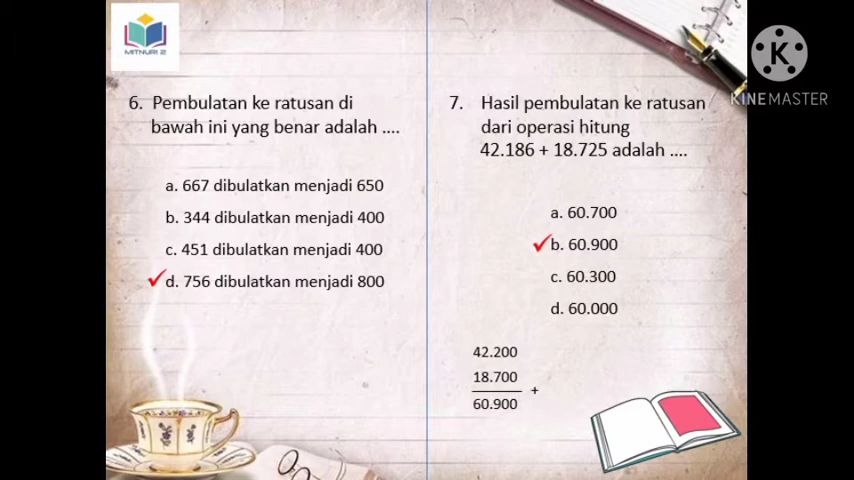 MITNURI 2
K
KINEMASTER
6. Pembulatan ke ratusan di
bawah ini yang benar adalah ....
a. 667 dibulatkan menjadi 650
b. 344 dibulatkan menjadi 400
c. 451 dibulatkan menjadi 400
d. 756 dibulatkan menjadi 800
7. Hasil pembulatan ke ratusan
dari operasi hitung
42.186 + 18.725 adalah ....
a. 60.700
b. 60.900
c. 60.300
d. 60.000
42.200
18.700
+
60.900